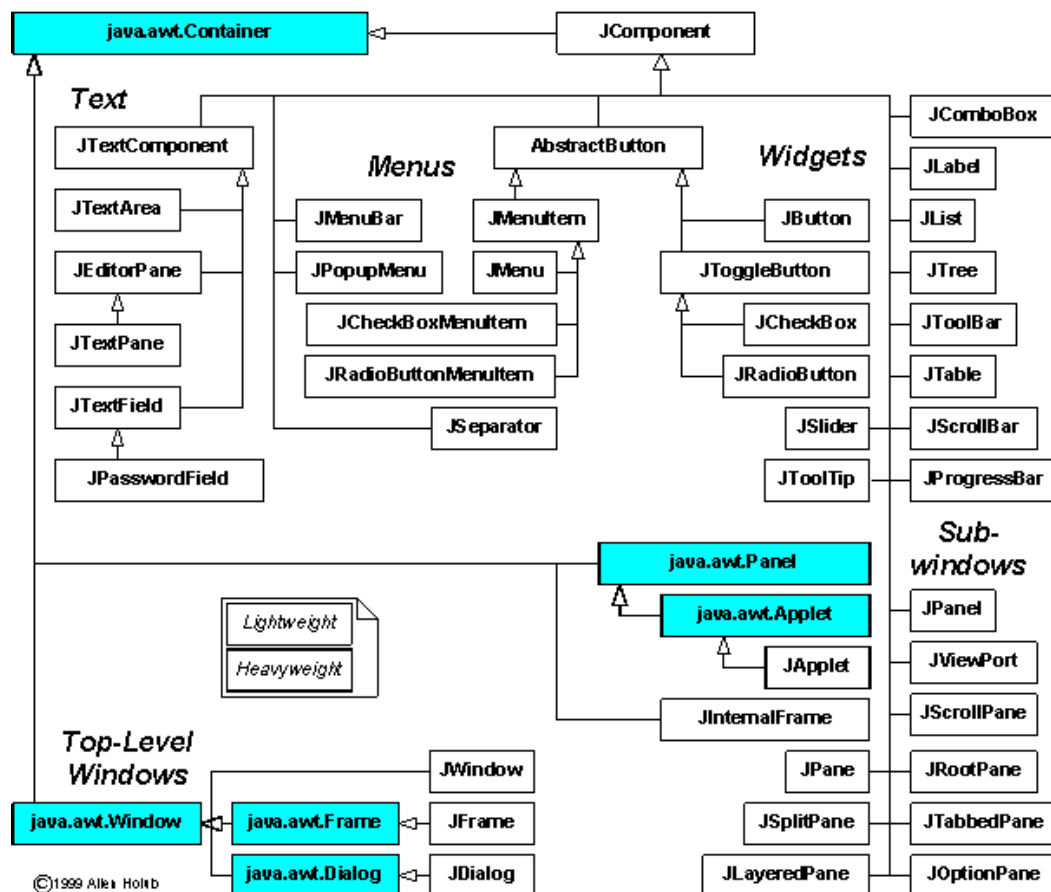 java.awt.Container
JComponent
Text
JComboBox
JTextComponent
AbstractButton
Menus
Widgets
JLabel
JTextArea
JMenuBar
JMenuItem
JButton
JList
JEditorPane
JPopupMenu
JMenu
JToggleButton
JTree
JCheckBoxMenuItem
JCheckBox
JToolBar
JTextPane
JRadioButtonMenuItem
JRadioButton
JTable
JTextField
JSeparator
JSlider
JScrollBar
JPasswordField
JToolTip
JProgressBar
Sub-
windows
java.awt.Panel
java.awt.Applet
JPanel
Lightweight
Heavyweight
JApplet
JViewPort
JInternalFrame
JScrollPane
Top-Level
Windows
JWindow
JPane
JRootPane
java.awt.Window
java.awt.Frame
JFrame
JSplitPane
JTabbedPane
java.awt.Dialog
JDialog
JLayeredPane
JOptionPane
©1999 Allen Holub